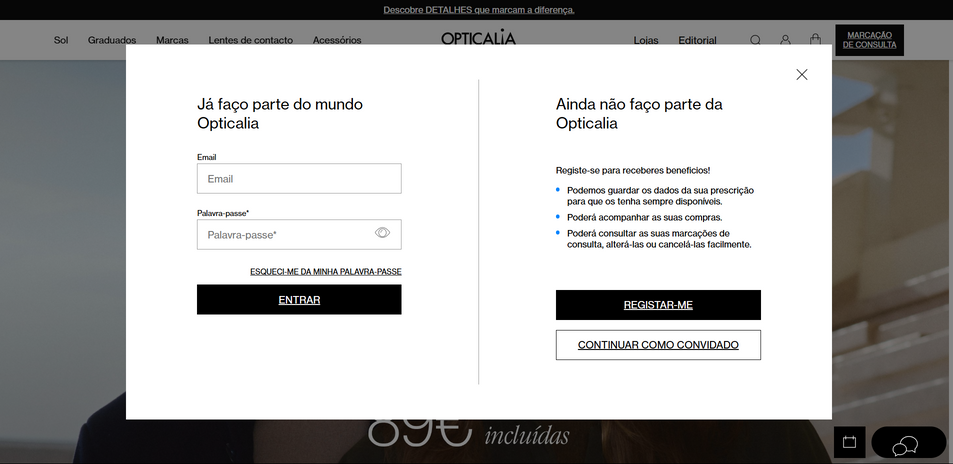 Descobre DETALHES que marcam a diferença.
Sol Graduados Marcas Lentes de contacto Acessórios OPTICALIA Lojas Editorial MARCAÇÃO
DE CONSULTA
Já faço parte do mundo
Opticalia
Email
Email
Palavra-passe*
Palavra-passe*
ESQUECI-ME DA MINHA PALAVRA-PASSE
ENTRAR
Ainda não faço parte da
Opticalia
Registe-se para receberes benefícios!
Podemos guardar os dados da sua prescrição
para que os tenha sempre disponíveis.
Poderá acompanhar as suas compras.
Poderá consultar as suas marcações de
consulta, alterá-las ou cancelá-las facilmente.
REGISTAR-ME
CONTINUAR COMO CONVIDADO
89€ incluídas